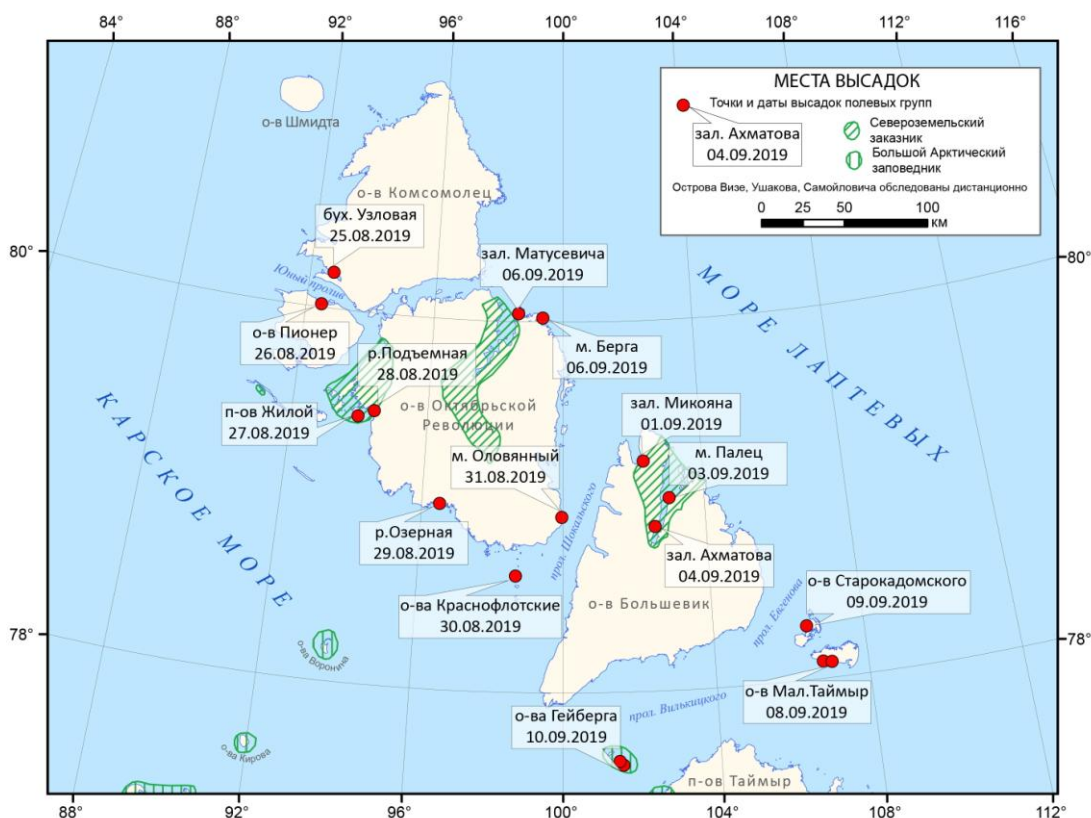 84°
88°
92°
96°
100°
104°
108°
112°
116°
МЕСТА ВЫСАДОК
Точки и даты высадок полевых групп
зал. Ахматова
04.09.2019
Североземельский
заказник
Большой Арктический
заповедник
Острова Визе, Ушакова, Самойловича обследованы дистанционно
0 25 50 100
км
о-в Шмидта
о-в Комсомолец
бух. Узловая
25.08.2019
80°
80°
зал. Матусевича
06.09.2019
Юный пролив
МОРЕ ЛАПТЕВЫХ
о-в Пионер
26.08.2019
р.Подъемная
28.08.2019
м. Берга
06.09.2019
КАРСКОЕ МОРЕ
п-ов Жилой
27.08.2019
о-в Октябрьской
Революции
зал. Микояна
01.09.2019
м. Оловянный
31.08.2019
м. Палец
03.09.2019
р.Озерная
29.08.2019
прол. Шокальского
зал. Ахматова
04.09.2019
о-ва Краснофлотские
30.08.2019
о-в Большевик
прол. Евгенова
о-в Старокадомского
09.09.2019
78°
78°
о-ва Воронина
о-в Мал.Таймыр
08.09.2019
прол. Вилькицкого
о-ва Гейберга
10.09.2019
о-ва Кирова
п-ов Таймыр
88°
92°
96°
100°
104°
108°
112°